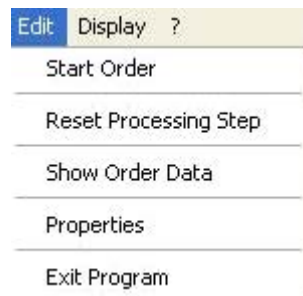 Edit Display ?
Start Order
Reset Processing Step
Show Order Data
Properties
Exit Program